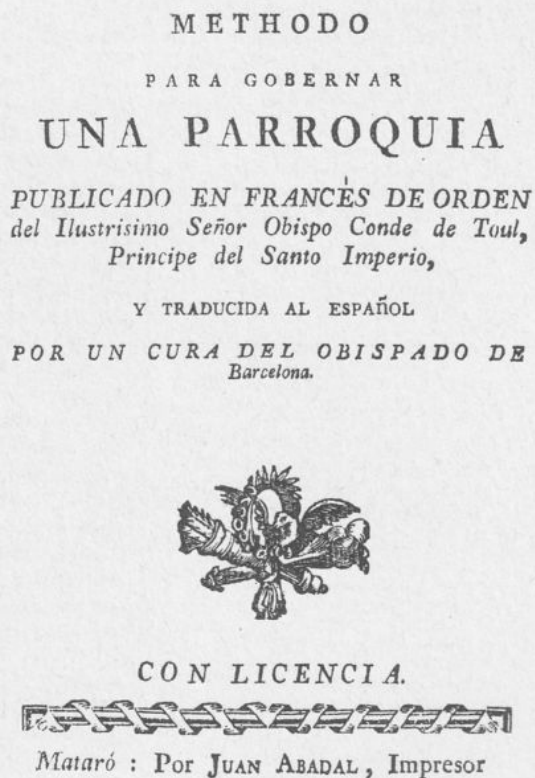 METHODO
PARA GOBERNAR
UNA PARROQUIA
PUBLICADO EN FRANCÉS DE ORDEN
del Ilustrisimo Señor Obispo Conde de Toul,
Principe del Santo Imperio,
Y TRADUCIDA AL ESPAñOL
POR UN CURA DEL OBISPADO DE
Barcelona.
CON LICENCIA.
Mataró : Por JUAN ABADAL, Impresor